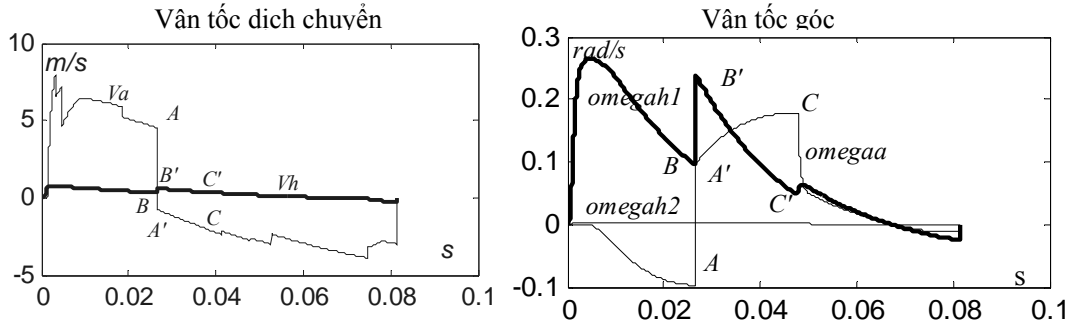 Vân tốc dich chuyển
10
m/s
Va
A
5
B'
C'
Vh
0
B
A'
C
-5
s
0
0.02
0.04
0.06
0.08
0.1
Vân tốc góc
0.3
rad/s
B'
omegah1
C
0.2
omegaa
B
A'
0.1
C'
omegah2
0
A
-0.1
s
0
0.02
0.04
0.06
0.08
0.1